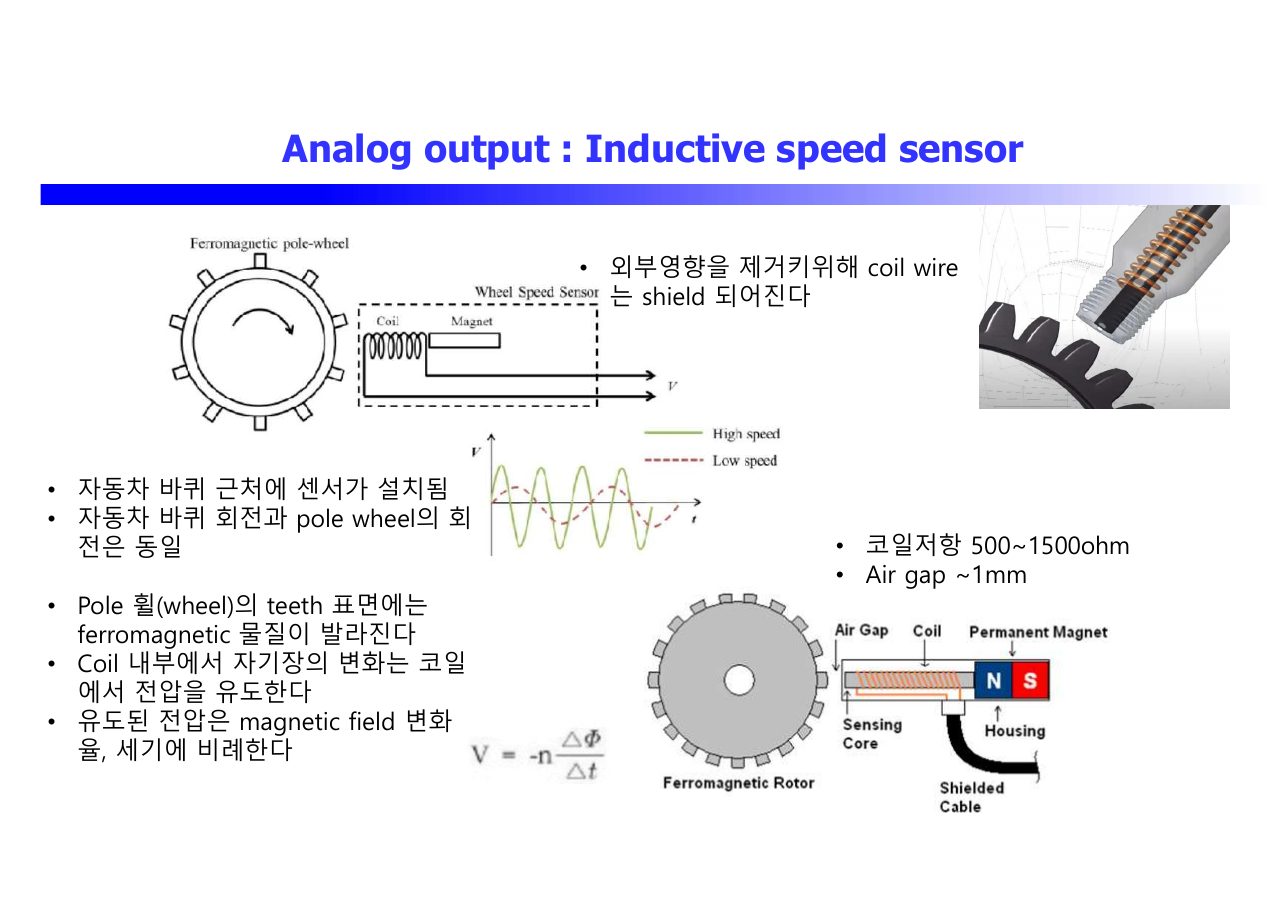 Analog output : Inductive speed sensor
Ferromagnetic pole-wheel
Wheel Speed Sensor
Coil
Magnet
V
• 외부영향을 제거키위해 coil wire
는 shield 되어진다
V
High speed
Low speed
t
• 자동차 바퀴 근처에 센서가 설치됨
• 자동차 바퀴 회전과 pole wheel의 회
전은 동일
• 코일저항 500~1500ohm
• Air gap ~1mm
• Pole 휠(wheel)의 teeth 표면에는
ferromagnetic 물질이 발라진다
• Coil 내부에서 자기장의 변화는 코일
에서 전압을 유도한다
• 유도된 전압은 magnetic field 변화
율, 세기에 비례한다
V = -n △Φ / △t
Air Gap
Coil
Permanent Magnet
N
S
Sensing
Core
Housing
Ferromagnetic Rotor
Shielded
Cable